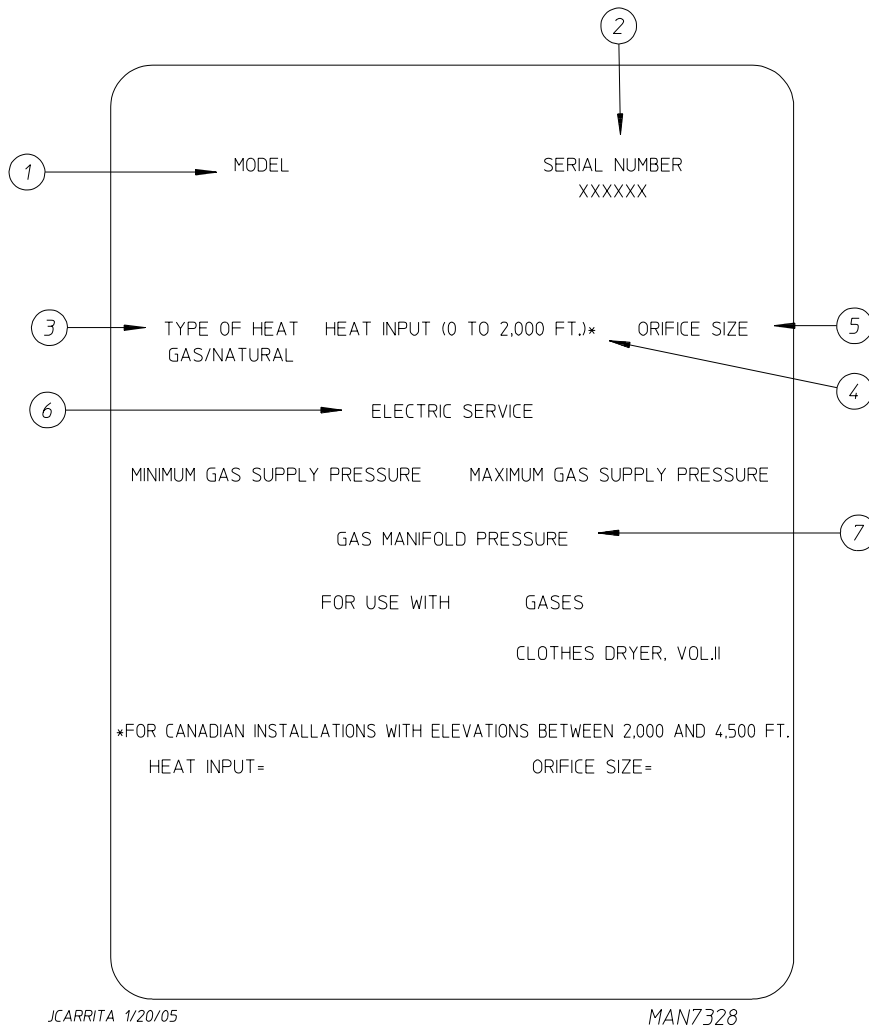 2
1
MODEL
SERIAL NUMBER
XXXXXX
3
TYPE OF HEAT
GAS/NATURAL
HEAT INPUT (0 TO 2,000 FT.)*
ORIFICE SIZE
5
4
6
ELECTRIC SERVICE
MINIMUM GAS SUPPLY PRESSURE
MAXIMUM GAS SUPPLY PRESSURE
7
GAS MANIFOLD PRESSURE
FOR USE WITH GASES
CLOTHES DRYER, VOL.II
*FOR CANADIAN INSTALLATIONS WITH ELEVATIONS BETWEEN 2,000 AND 4,500 FT.
HEAT INPUT=
ORIFICE SIZE=
JCARRITA 1/20/05
MAN7328